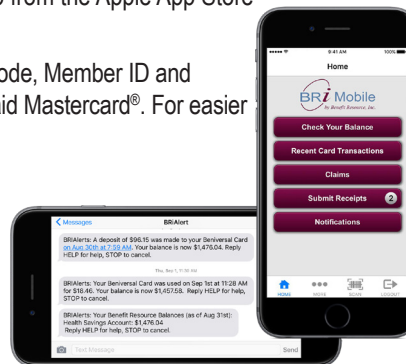 from the Apple App Store
ode, Member ID and
id Mastercard®. For easier
9:41 AM
100%
Home
BRi Mobile
By Benefit Resource, Inc.
Check Your Balance
Recent Card Transactions
Claims
Submit Receipts 2
Notifications
HOME MORE SCAN LOGOUT
Messages BRiAlert
BRiAlerts: A deposit of $96.15 was made to your Beniversal Card
on Aug 30th at 7:59 AM. Your balance is now $1,476.04. Reply
HELP for help, STOP to cancel.
Thu, Sep 1, 11:30 AM
BRiAlerts: Your Beniversal Card was used on Sep 1st at 11:28 AM
for $18.46. Your balance is now $1,457.58. Reply HELP for help,
STOP to cancel.
BRiAlerts: Your Benefit Resource Balances (as of Aug 31st):
Health Savings Account: $1,476.04
Reply HELP for help, STOP to cancel.
Text Message Send